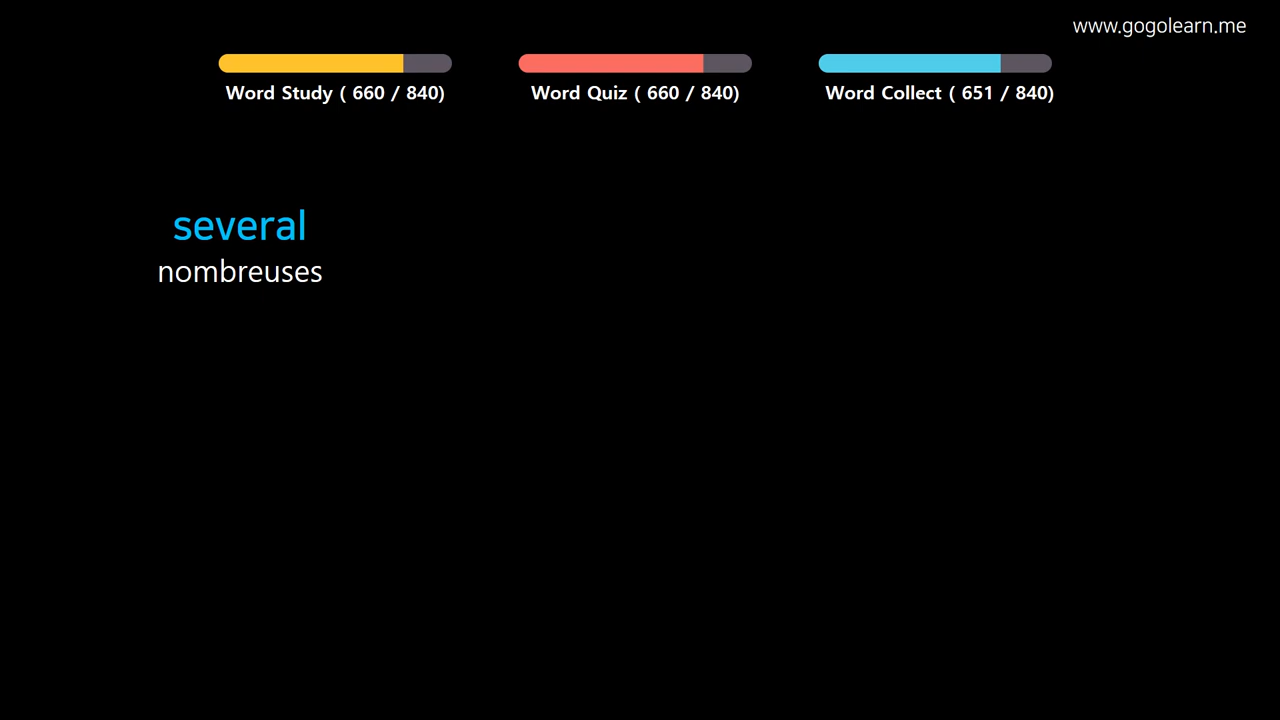 www.gogolearn.me
Word Study ( 660 / 840)
Word Quiz ( 660 / 840)
Word Collect ( 651 / 840)
several
nombreuses